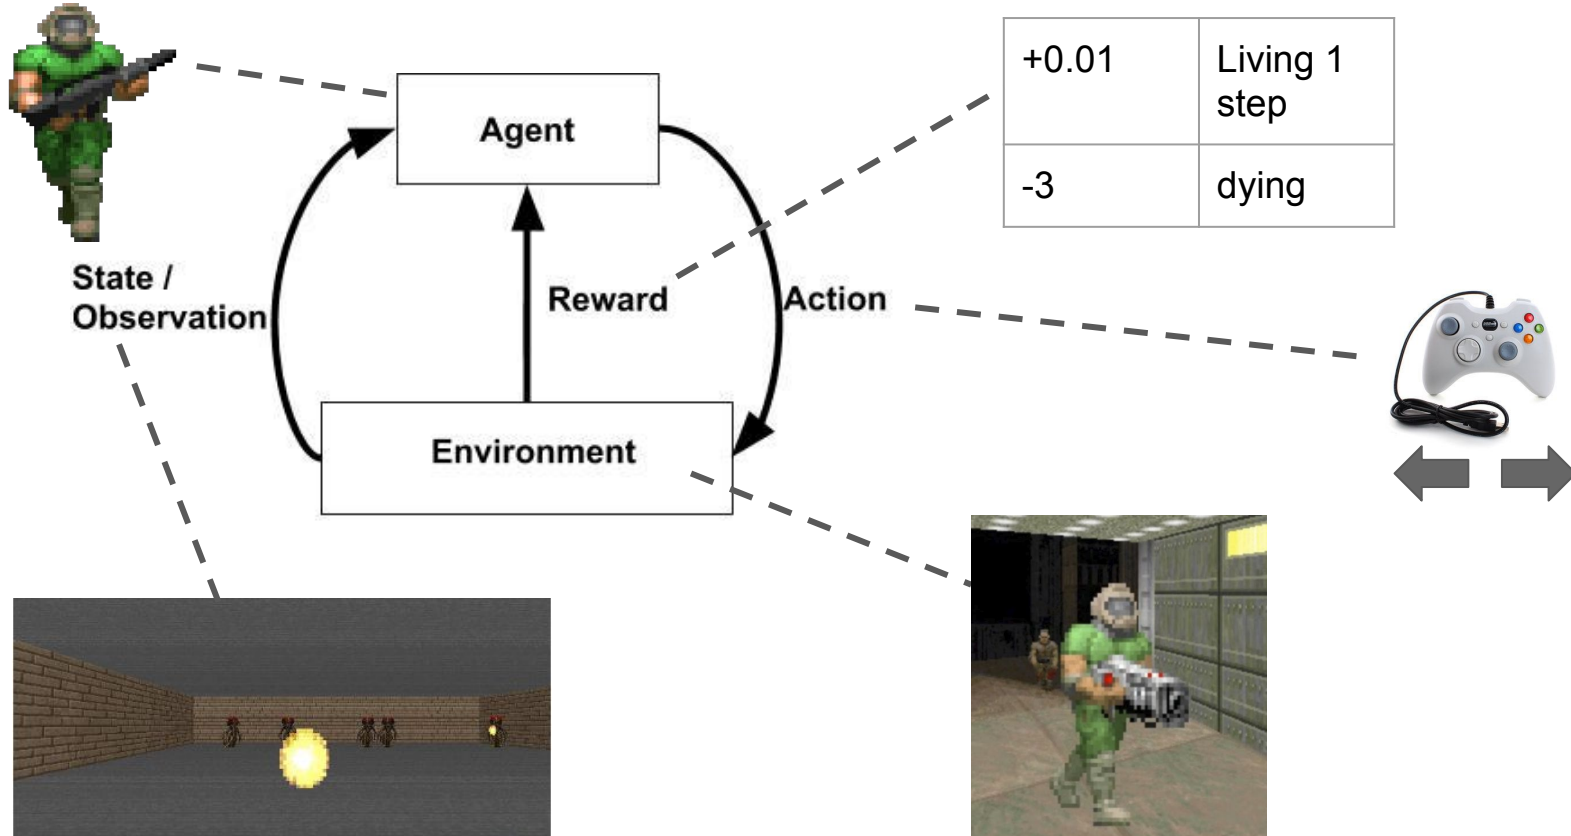 +0.01
Living 1
step
-3
dying
Agent
State /
Observation
Reward
Action
Environment